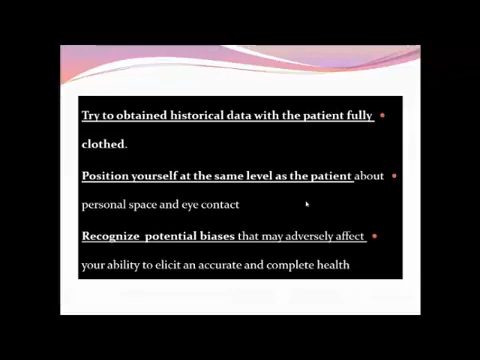 Try to obtained historical data with the patient fully
clothed.
Position yourself at the same level as the patient about
personal space and eye contact
Recognize potential biases that may adversely affect
your ability to elicit an accurate and complete health